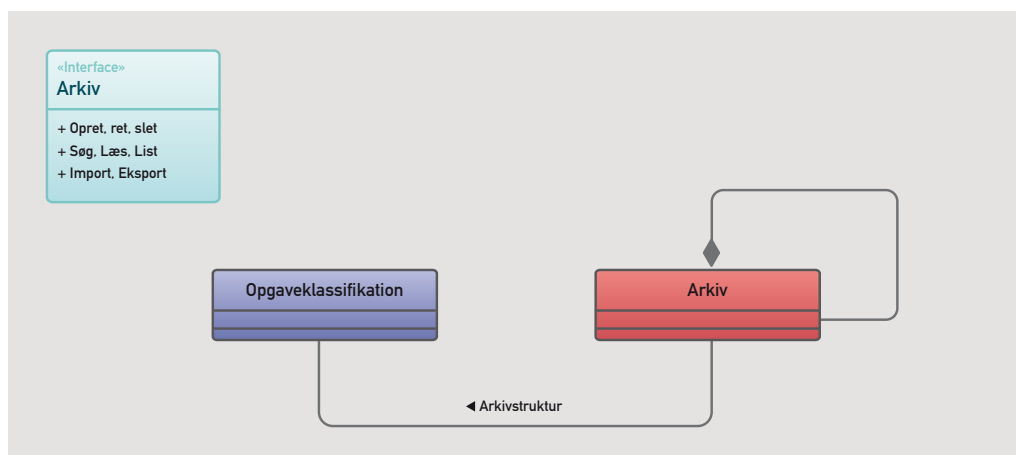 «Interface»
Arkiv
+ Opret, ret, slet
+ Søg, Læs, List
+ Import, Eksport
Opgaveklassifikation
Arkiv
◀ Arkivstruktur